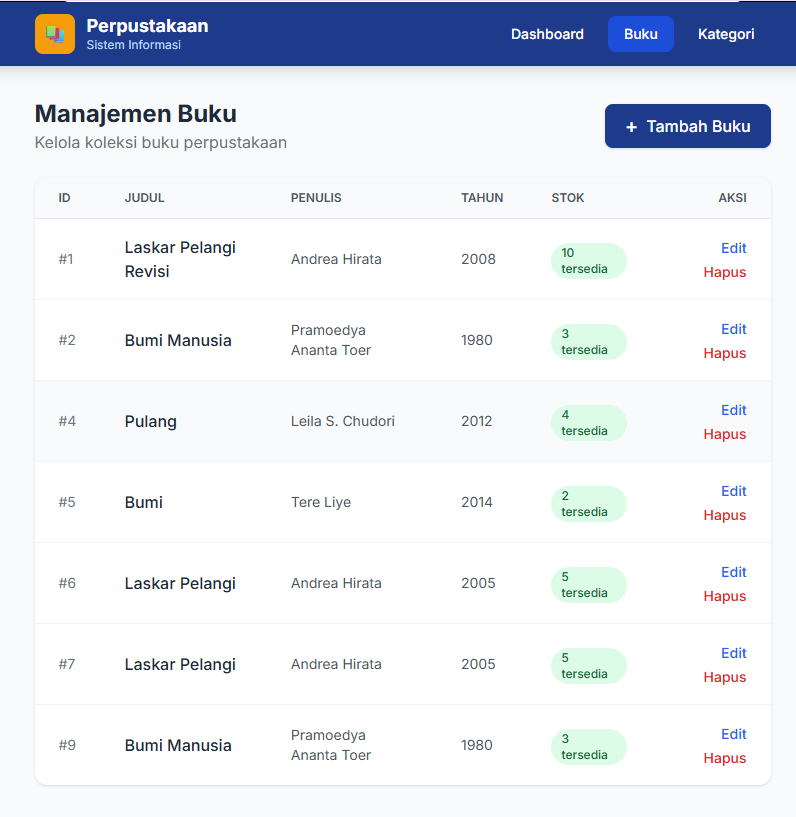 Perpustakaan
Sistem Informasi
Dashboard
Buku
Kategori
Manajemen Buku
Kelola koleksi buku perpustakaan
+ Tambah Buku
ID JUDUL PENULIS TAHUN STOK AKSI
#1
Laskar Pelangi
Revisi
Andrea Hirata
2008
10
tersedia
Edit
Hapus
#2
Bumi Manusia
Pramoedya
Ananta Toer
1980
3
tersedia
Edit
Hapus
#4
Pulang
Leila S. Chudori
2012
4
tersedia
Edit
Hapus
#5
Bumi
Tere Liye
2014
2
tersedia
Edit
Hapus
#6
Laskar Pelangi
Andrea Hirata
2005
5
tersedia
Edit
Hapus
#7
Laskar Pelangi
Andrea Hirata
2005
5
tersedia
Edit
Hapus
#9
Bumi Manusia
Pramoedya
Ananta Toer
1980
3
tersedia
Edit
Hapus